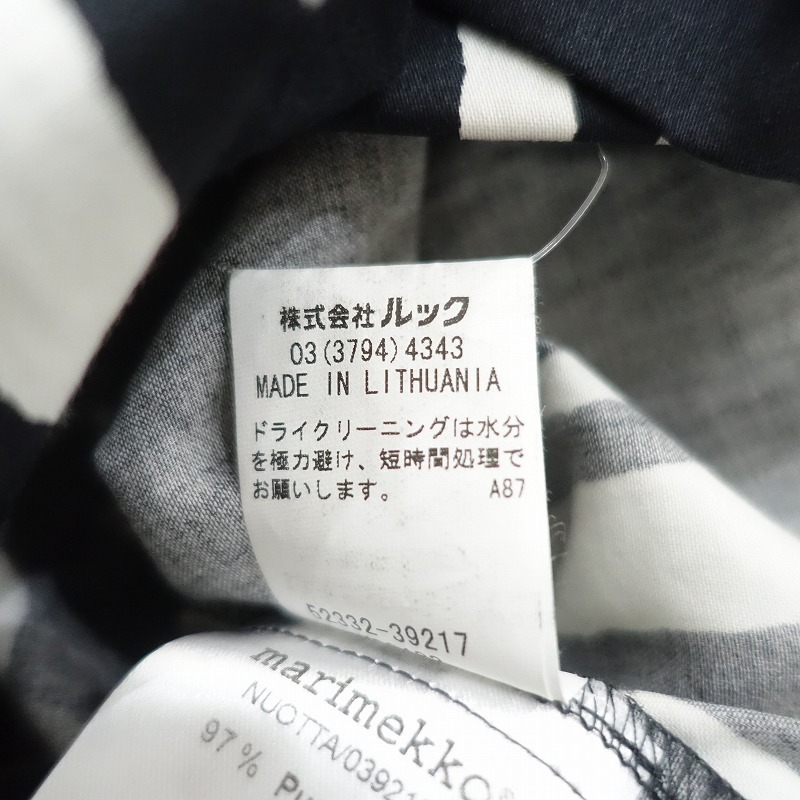 株式会社 ルック
03(3794)4343
MADE IN LITHUANIA
ドライクリーニングは水分
を極力避け、短時間処理で
お願いします。 A87
52332-39217
marimekko®
NUOTTA/03921
97%